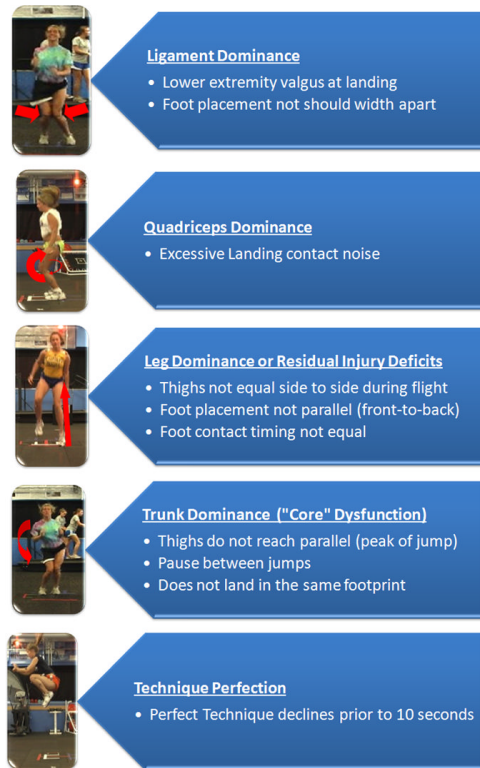 Ligament Dominance
• Lower extremity valgus at landing
• Foot placement not should width apart
Quadriceps Dominance
• Excessive Landing contact noise
Leg Dominance or Residual Injury Deficits
• Thighs not equal side to side during flight
• Foot placement not parallel (front-to-back)
• Foot contact timing not equal
Trunk Dominance ("Core" Dysfunction)
• Thighs do not reach parallel (peak of jump)
• Pause between jumps
• Does not land in the same footprint
Technique Perfection
• Perfect Technique declines prior to 10 seconds